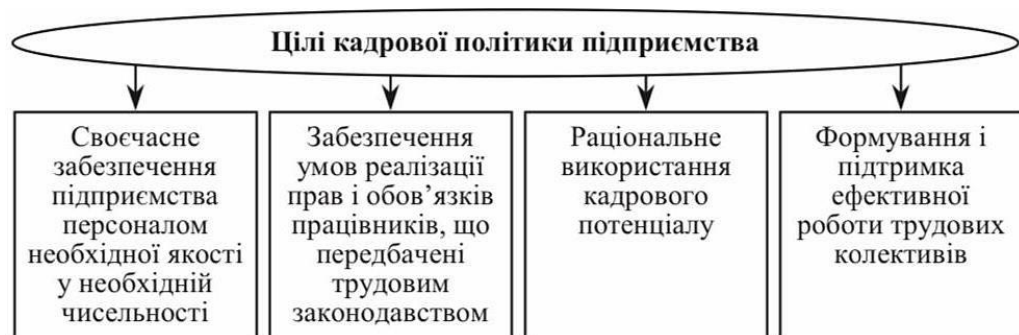 Цілі кадрової політики підприємства
Своєчасне
забезпечення
підприємства
персоналом
необхідної якості
у необхідній
чисельності
Забезпечення
умов реалізації
прав і обов’язків
працівників, що
передбачені
трудовим
законодавством
Раціональне
використання
кадрового
потенціалу
Формування і
підтримка
ефективної
роботи трудових
колективів